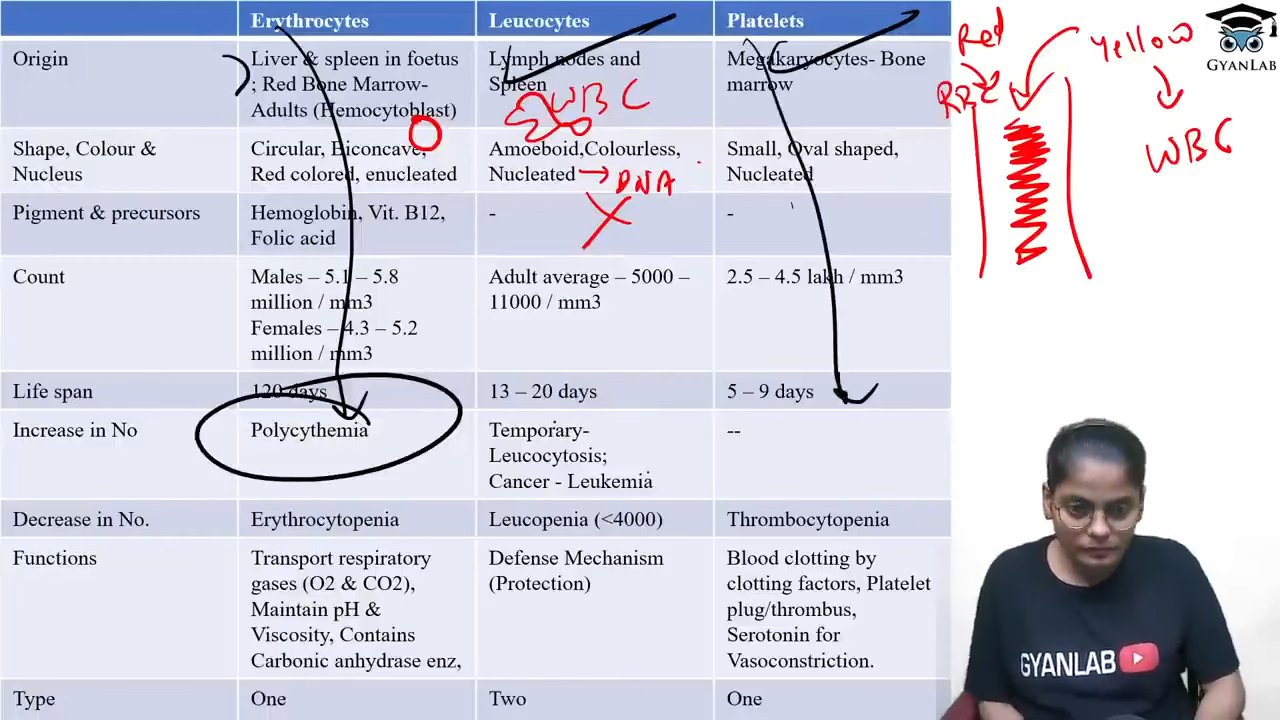 Erythrocytes Leucocytes Platelets
Origin
Liver & spleen in foetus
; Red Bone Marrow-
Adults (Hemocytoblast)
Lymph nodes and
Spleen
Megakaryocytes- Bone
marrow
WBC
Shape, Colour &
Nucleus
Circular, Biconcave,
Red colored, enucleated
Amoeboid,Colourless,
Nucleated
DNA
Small, Oval shaped,
Nucleated
Pigment & precursors
Hemoglobin, Vit. B12,
Folic acid
-
-
Count
Males – 5.1 – 5.8
million / mm3
Females – 4.3 – 5.2
million / mm3
Adult average – 5000 –
11000 / mm3
2.5 – 4.5 lakh / mm3
Life span
120 days
13 – 20 days
5 – 9 days
Increase in No
Polycythemia
Temporary-
Leucocytosis;
Cancer - Leukemia
--
Decrease in No.
Erythrocytopenia
Leucopenia (<4000)
Thrombocytopenia
Functions
Transport respiratory
gases (O2 & CO2),
Maintain pH &
Viscosity, Contains
Carbonic anhydrase enz,
Defense Mechanism
(Protection)
Blood clotting by
clotting factors, Platelet
plug/thrombus,
Serotonin for
Vasoconstriction.
Type
One
Two
One
Red
RBC
Yellow
WBC
GYANLAB
GYANLAB